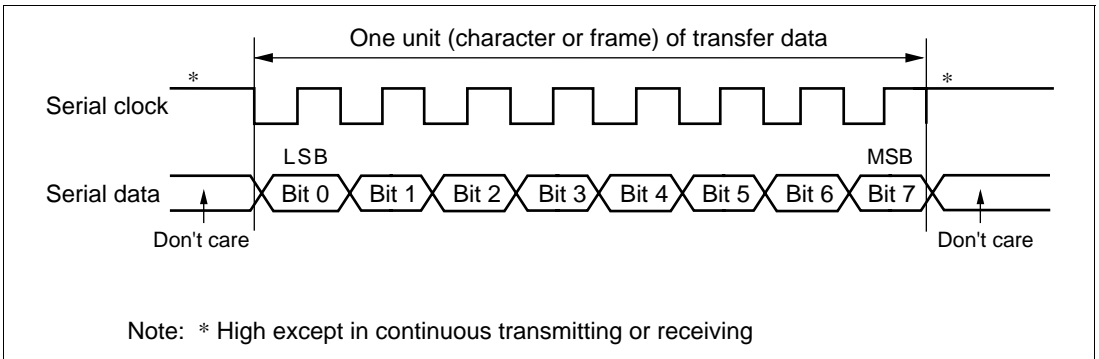 One unit (character or frame) of transfer data
* *
Serial clock
LSB MSB
Serial data Bit 0 Bit 1 Bit 2 Bit 3 Bit 4 Bit 5 Bit 6 Bit 7
Don't care Don't care
Note: * High except in continuous transmitting or receiving